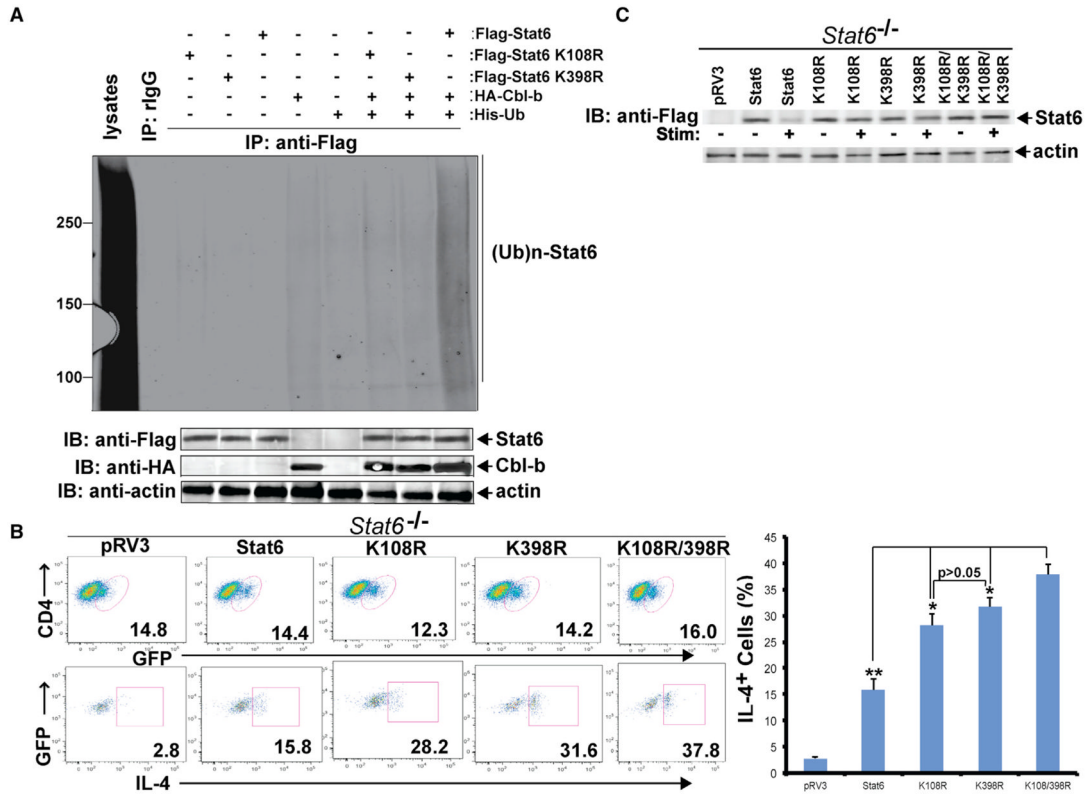 A
- - + - - - - + :Flag-Stat6
+ - - - - + - - :Flag-Stat6 K108R
- + - - - - + - :Flag-Stat6 K398R
- - - + - + + + :HA-Cbl-b
- - - - + + + + :His-Ub
lysates
IP: rIgG
IP: anti-Flag
250
150
100
(Ub)n-Stat6
IB: anti-Flag Stat6
IB: anti-HA Cbl-b
IB: anti-actin actin
C
Stat6-/-
pRV3
Stat6
Stat6
K108R
K108R
K398R
K398R
K108R/
K398R
K108R/
K398R
IB: anti-Flag Stat6
Stim: - - + - + - + - +
actin
B
Stat6-/-
pRV3 Stat6 K108R K398R K108R/398R
CD4
14.8 14.4 12.3 14.2 16.0
GFP
GFP
2.8 15.8 28.2 31.6 37.8
IL-4
IL-4+ Cells (%)
45
40
35
30
25
20
15
10
5
0
p>0.05
** * *
pRV3 Stat6 K108R K398R K108/398R